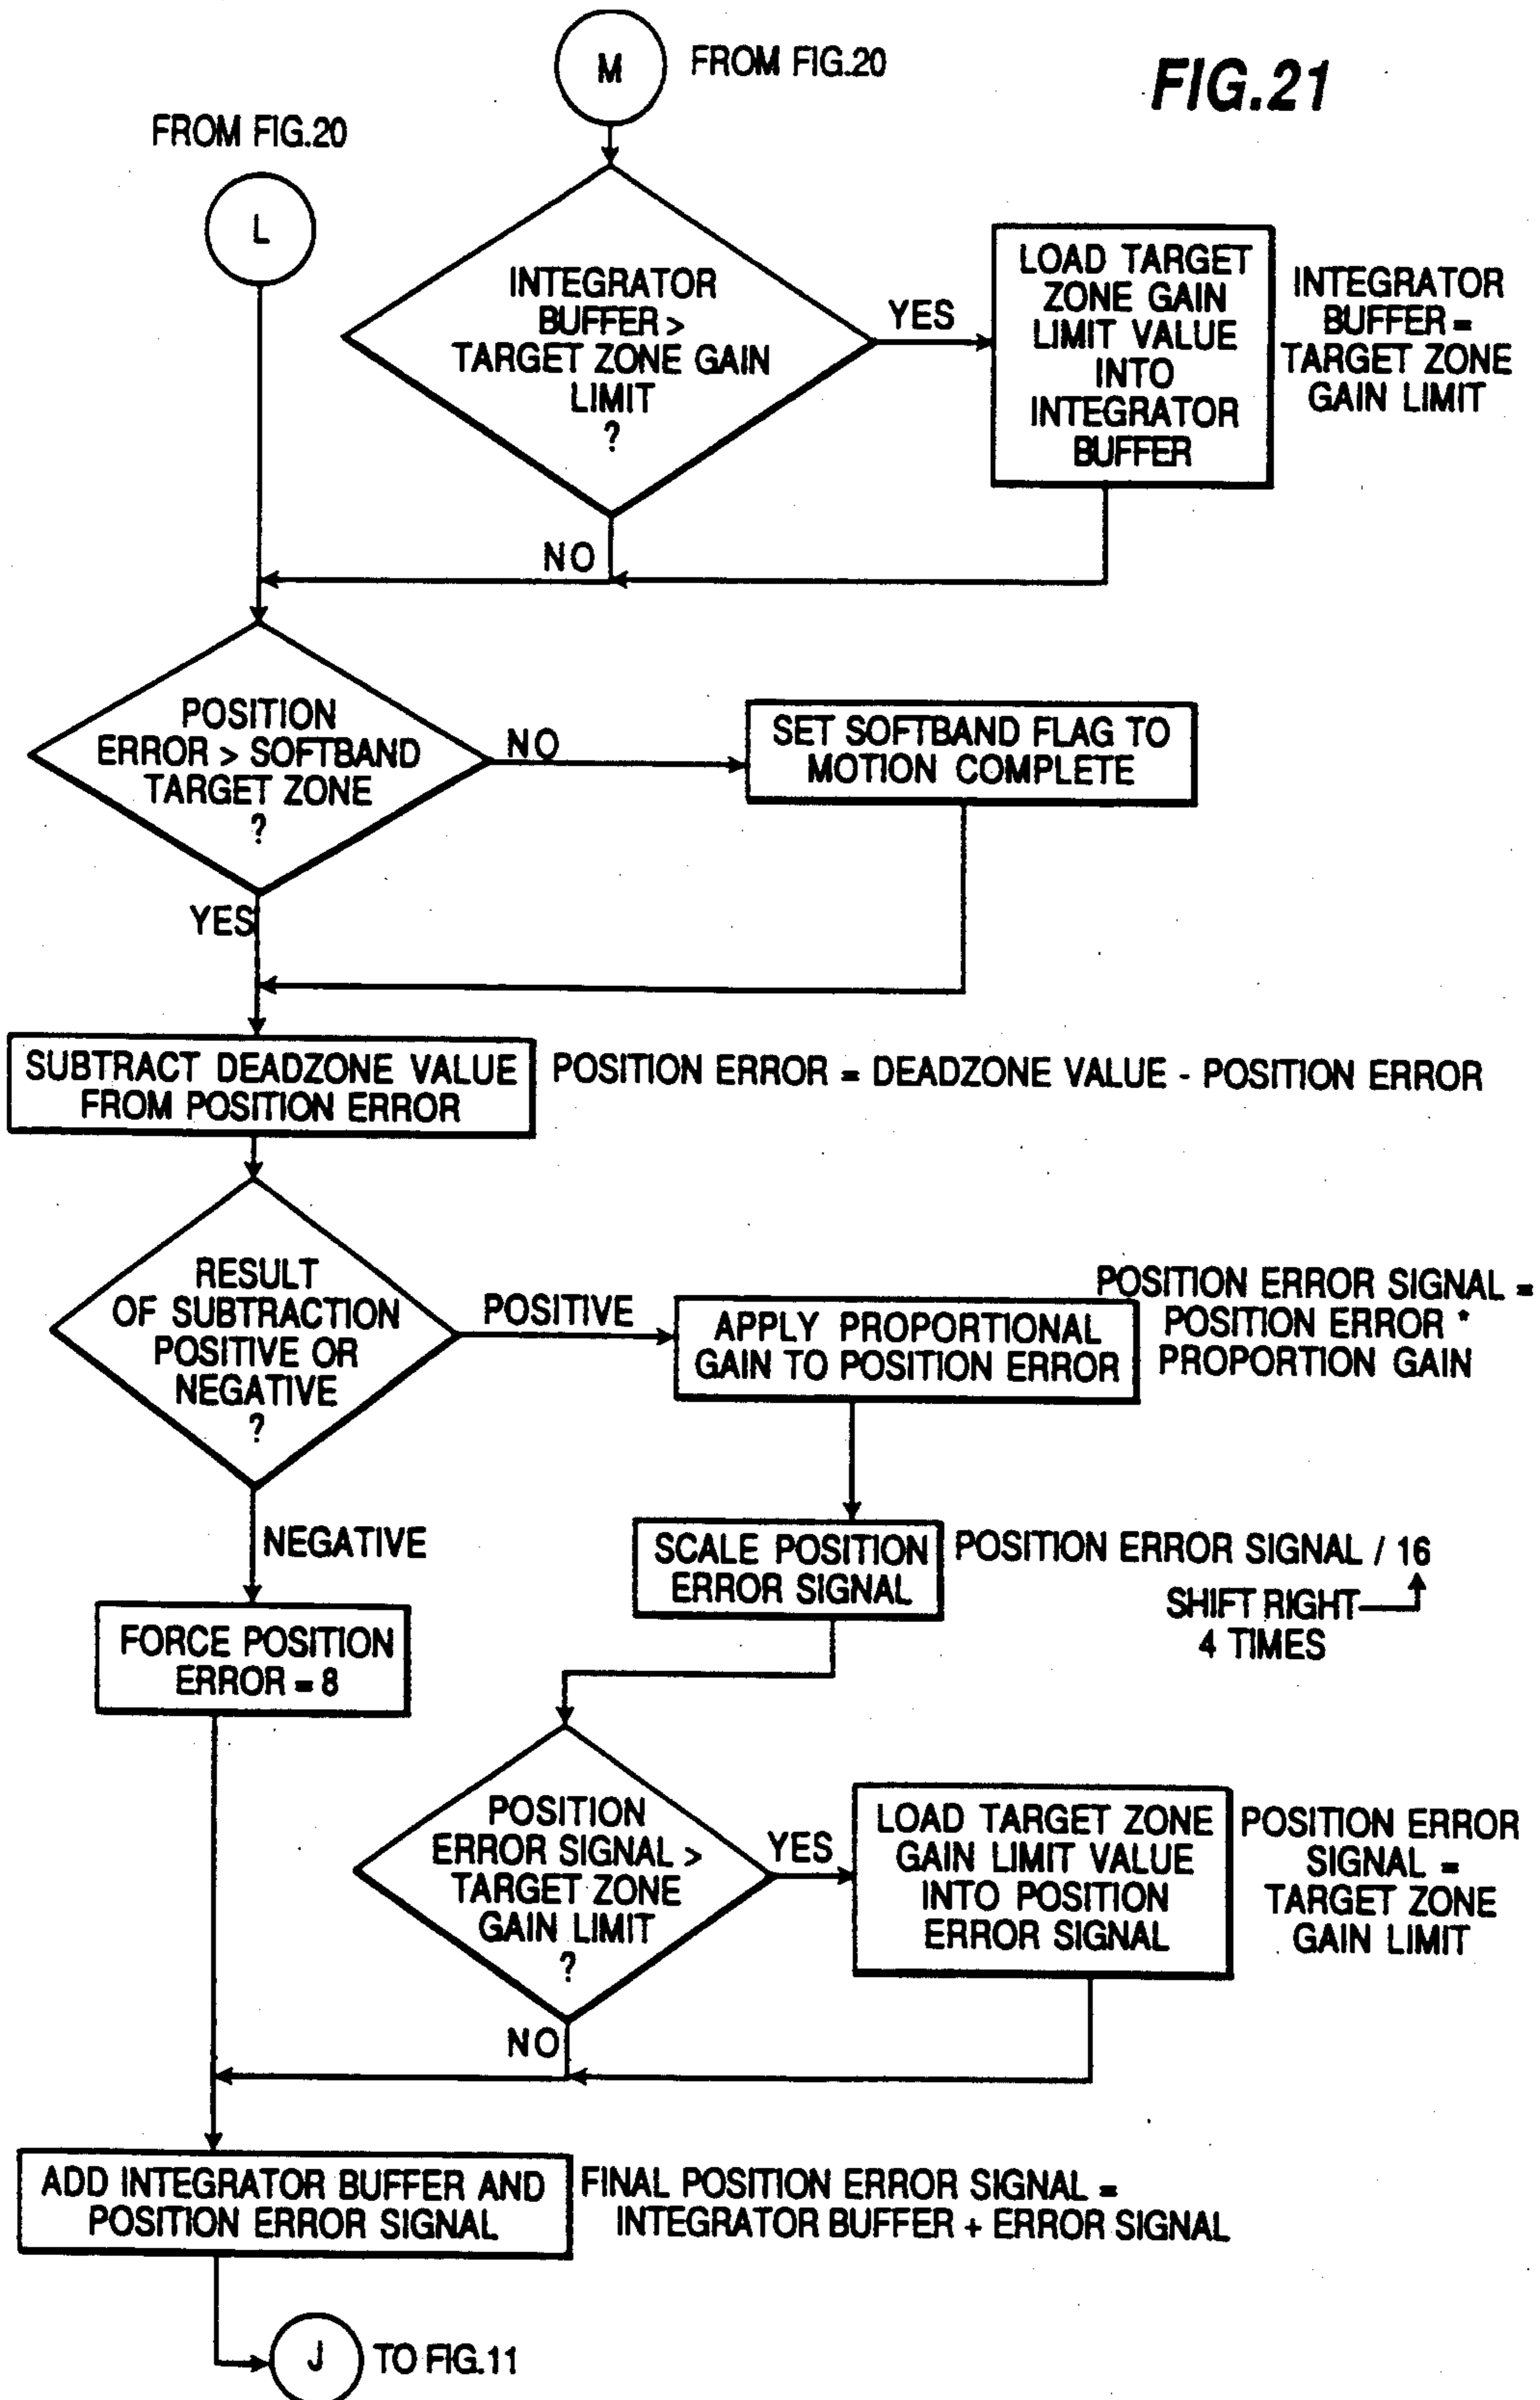 FIG.21
M
FROM FIG.20
FROM FIG.20
L
INTEGRATOR
BUFFER >
TARGET ZONE GAIN
LIMIT
?
YES
LOAD TARGET
ZONE GAIN
LIMIT VALUE
INTO
INTEGRATOR
BUFFER
INTEGRATOR
BUFFER =
TARGET ZONE
GAIN LIMIT
NO
POSITION
ERROR > SOFTBAND
TARGET ZONE
?
NO
SET SOFTBAND FLAG TO
MOTION COMPLETE
YES
SUBTRACT DEADZONE VALUE
FROM POSITION ERROR
POSITION ERROR = DEADZONE VALUE - POSITION ERROR
RESULT
OF SUBTRACTION
POSITIVE OR
NEGATIVE
?
POSITIVE
APPLY PROPORTIONAL
GAIN TO POSITION ERROR
POSITION ERROR SIGNAL =
POSITION ERROR *
PROPORTION GAIN
NEGATIVE
SCALE POSITION
ERROR SIGNAL
POSITION ERROR SIGNAL / 16
SHIFT RIGHT
4 TIMES
FORCE POSITION
ERROR = 8
POSITION
ERROR SIGNAL >
TARGET ZONE
GAIN LIMIT
?
YES
LOAD TARGET ZONE
GAIN LIMIT VALUE
INTO POSITION
ERROR SIGNAL
POSITION ERROR
SIGNAL =
TARGET ZONE
GAIN LIMIT
NO
ADD INTEGRATOR BUFFER AND
POSITION ERROR SIGNAL
FINAL POSITION ERROR SIGNAL =
INTEGRATOR BUFFER + ERROR SIGNAL
J
TO FIG.11